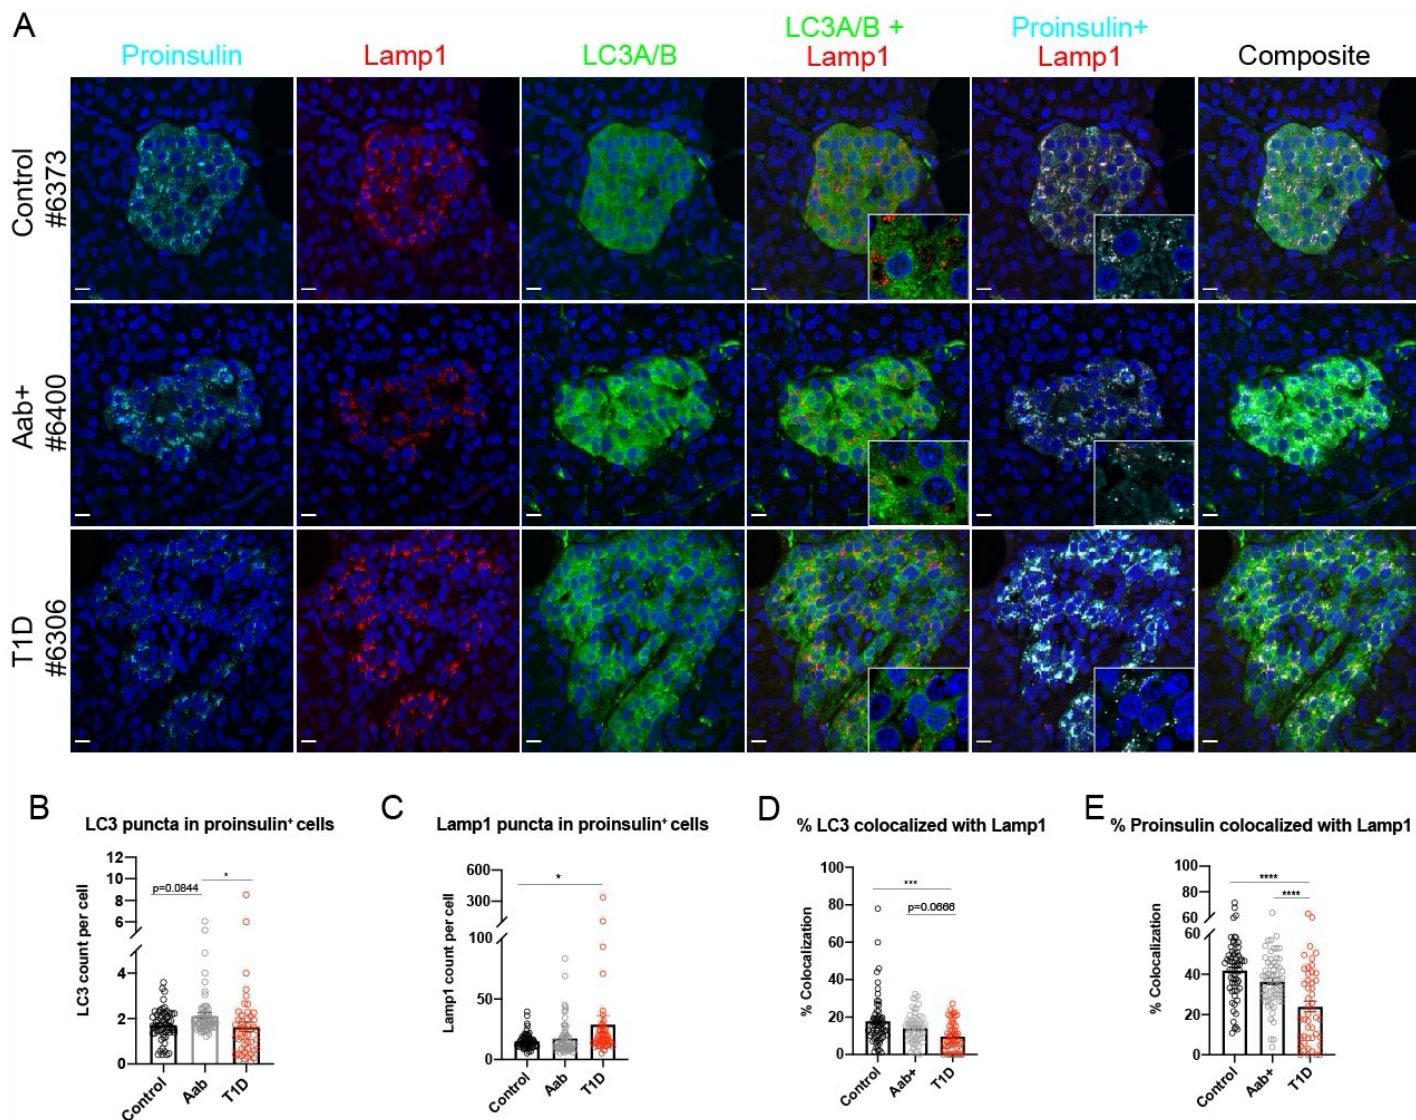 A
Proinsulin
Lamp1
LC3A/B
LC3A/B +
Lamp1
Proinsulin+
Lamp1
Composite
Control
#6373
Aab+
#6400
T1D
#6306
B
LC3 puncta in proinsulin⁺ cells
LC3 count per cell
12
10
8
6
4
2
0
p=0.0844
*
Control
Aab
T1D
C
Lamp1 puncta in proinsulin⁺ cells
Lamp1 count per cell
600
300
100
50
0
*
Control
Aab
T1D
D
% LC3 colocalized with Lamp1
% Colocalization
100
80
60
40
20
0
***
p=0.0666
Control
Aab+
T1D
E
% Proinsulin colocalized with Lamp1
% Colocalization
100
80
60
60
40
20
0
****
****
Control
Aab+
T1D